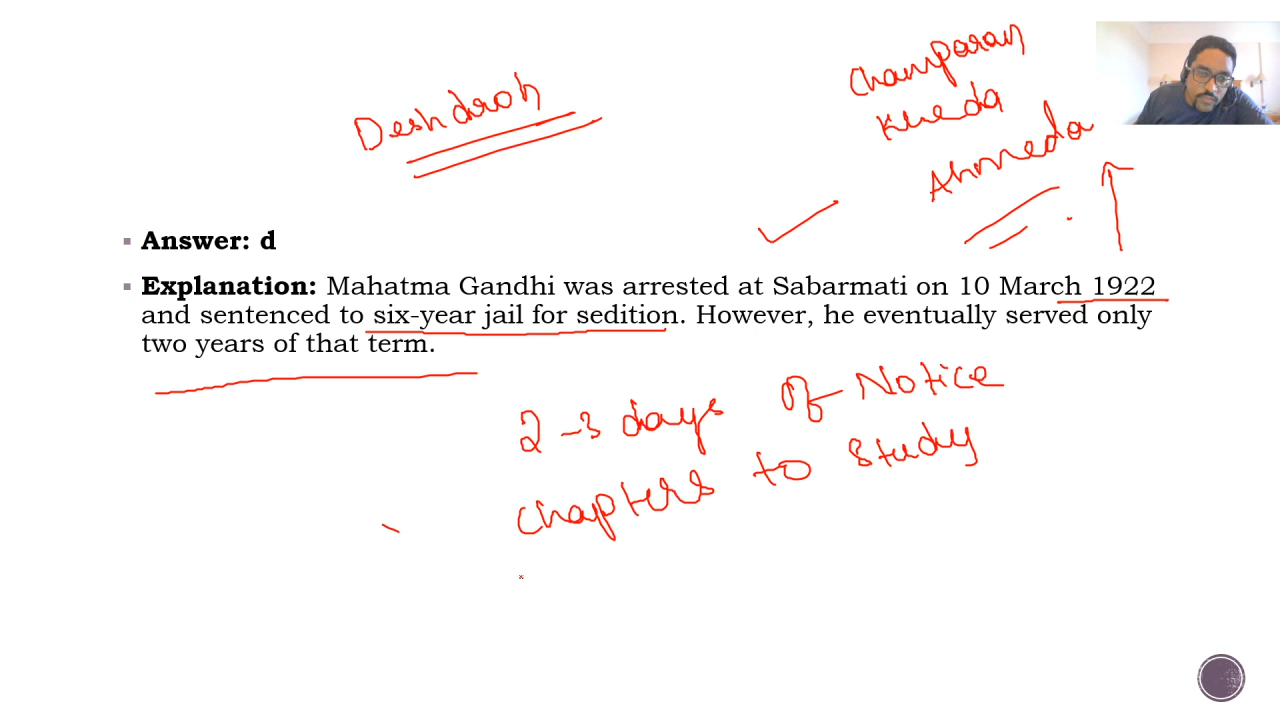 Deshdroh
Champaran
Kheda
Ahmeda
Answer: d
Explanation: Mahatma Gandhi was arrested at Sabarmati on 10 March 1922
and sentenced to six-year jail for sedition. However, he eventually served only
two years of that term.
2-3 days of Notice
chapters to study